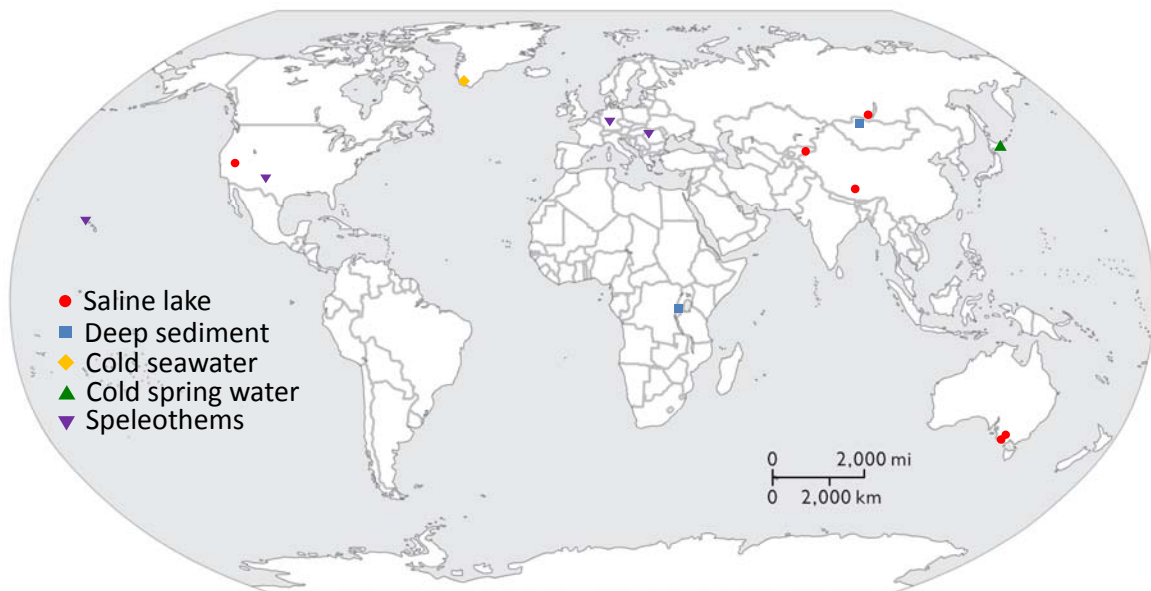 Saline lake
Deep sediment
Cold seawater
Cold spring water
Speleothems
0 2,000 mi
0 2,000 km